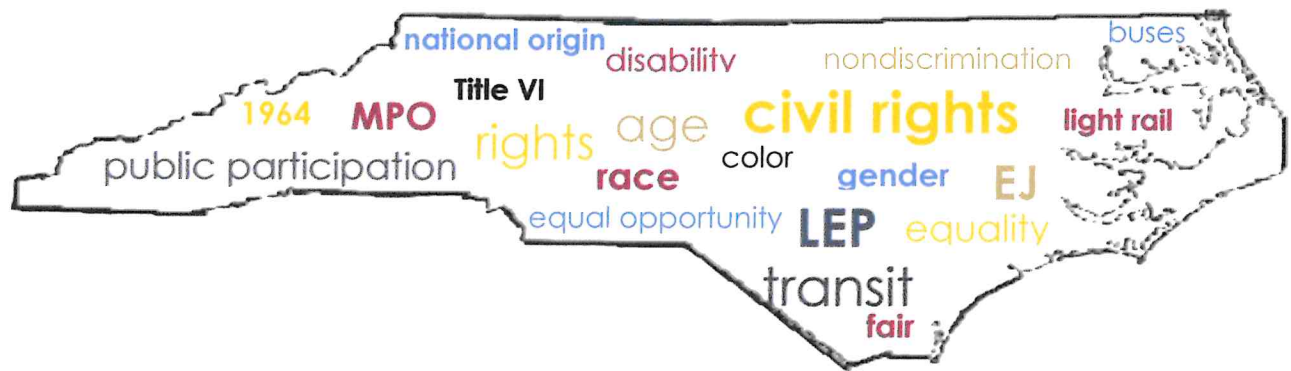 national origin
buses
disability
nondiscrimination
Title VI
1964
MPO
civil rights
rights
age
light rail
color
public participation
race
gender
EJ
equal opportunity
LEP
equality
transit
fair